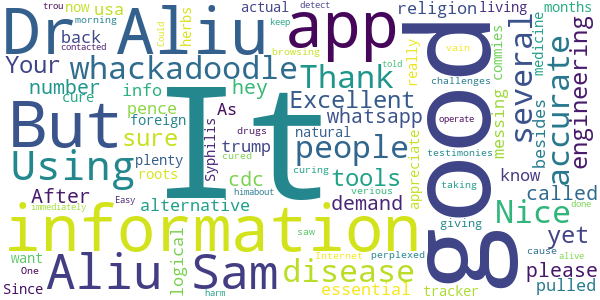 trou
now
usa
Dr Aliu
app
religion
living
months
morning
contacted
Could
herbs
back
actual
keep
detect
browsing
told
Your
whackadoodle
hey
really
number
info
Thank
messing
commies
medicine
vain
challenges
cure
As
pence
Excellent
whatsapp
good
several
accurate
engineering
But
It
foreign
trump
natural
drugs
cured
curing
people
besides
operate
testimonies
sure
Syphilis
Using
plenty
roots
cdc
tools
appreciate
taking
know
After
alternative
demand
Nice
called
yet
information
giving
want
logical
verious
himabout
please
Since
Aliu Sam
disease
tracker
cause
pulled
One
Internet
perplexed
immediately
Easy
saw
harm
essential
done
alive